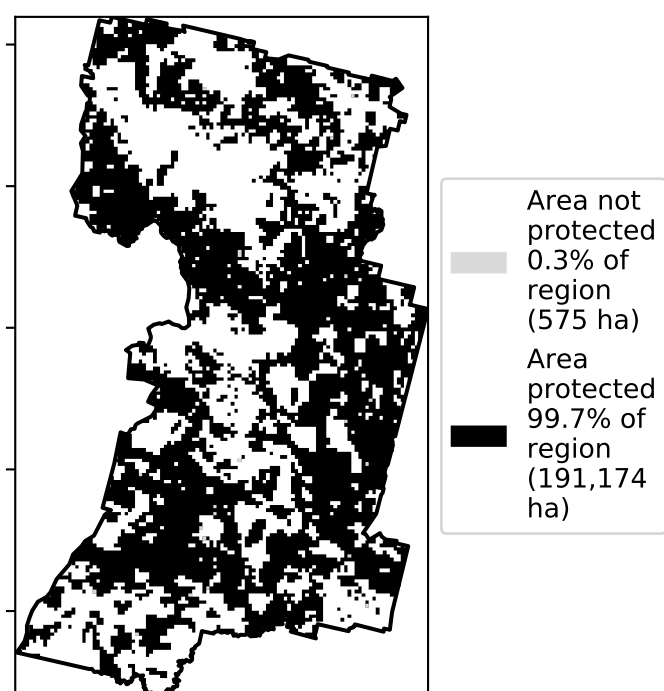 Area not
protected
0.3% of
region
(575 ha)
Area
protected
99.7% of
region
(191,174
ha)